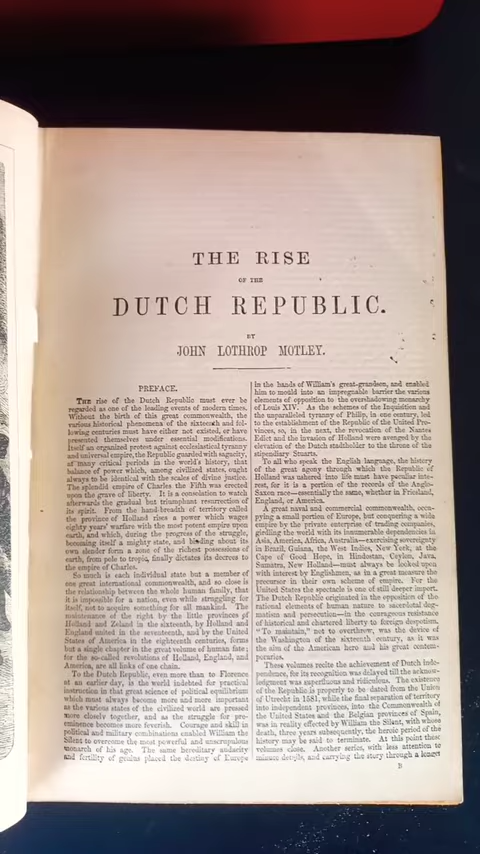 THE RISE
OF THE
DUTCH REPUBLIC.
BY
JOHN LOTHROP MOTLEY.
PREFACE.
The rise of the Dutch Republic must ever be
regarded as one of the leading events of modern times.
Without the birth of this great commonwealth, the
various historical phenomena of the sixteenth and fol-
lowing centuries must have either not existed, or have
presented themselves under essential modifications.
Itself an organized protest against ecclesiastical tyranny
and universal empire, the Republic guarded with sagacity,
at many critical periods in the world's history, that
balance of power which, among civilized states, ought
always to be identical with the scales of divine justice.
The splendid empire of Charles the Fifth was erected
upon the grave of liberty. It is a consolation to watch
afterwards the gradual but triumphant resurrection of
its spirit. From the hand-breadth of territory called
the province of Holland rises a power which wages
eighty years' warfare with the most potent empire upon
earth, and which, during the progress of the struggle,
becoming itself a mighty state, and binding about its
own slender form a zone of the richest possessions of
earth, from pole to tropic, finally dictates its decrees to
the empire of Charles.
So much is each individual state but a member of
one great international commonwealth, and so close is
the relationship between the whole human family, that
it is impossible for a nation, even while struggling for
itself, not to acquire something for all mankind. The
maintenance of the right by the little provinces of
Holland and Zeland in the sixteenth, by Holland and
England united in the seventeenth, and by the United
States of America in the eighteenth centuries, forms
but a single chapter in the great volume of human fate;
for the so-called revolutions of Holland, England, and
America, are all links of one chain.
To the Dutch Republic, even more than to Florence
at an earlier day, is the world indebted for practical
instruction in that great science of political equilibrium
which must always become more and more important
as the various states of the civilized world are pressed
more closely together, and as the struggle for pre-
eminence becomes more feverish. Courage and skill in
political and military combinations enabled William the
Silent to overcome the most powerful and unscrupulous
monarch of his age. The same hereditary audacity
and fertility of genius placed the destiny of Europe
in the hands of William's great-grandson, and enabled
him to mould into an impregnable barrier the various
elements of opposition to the overshadowing monarchy
of Louis XIV. As the schemes of the Inquisition and
the unparalleled tyranny of Philip, in one century, led
to the establishment of the Republic of the United Pro-
vinces, so, in the next, the revocation of the Nantes
Edict and the invasion of Holland were avenged by the
elevation of the Dutch stadtholder to the throne of the
stipendiary Stuarts.
To all who speak the English language, the history
of the great agony through which the Republic of
Holland was ushered into life must have peculiar inte-
rest, for it is a portion of the records of the Anglo-
Saxon race—essentially the same, whether in Friesland,
England, or America.
A great naval and commercial commonwealth, occu-
pying a small portion of Europe, but conquering a wide
empire by the private enterprise of trading companies,
girdling the world with its innumerable dependencies in
Asia, America, Africa, Australia—exercising sovereignty
in Brazil, Guiana, the West Indies, New York, at the
Cape of Good Hope, in Hindostan, Ceylon, Java,
Sumatra, New Holland—must always be looked upon
with interest by Englishmen, as in a great measure the
precursor in their own scheme of empire. For the
United States the spectacle is one of still deeper import.
The Dutch Republic originated in the opposition of the
rational elements of human nature to sacerdotal dog-
matism and persecution—in the courageous resistance
of historical and chartered liberty to foreign despotism.
"To maintain," not to overthrow, was the device of
the Washington of the sixteenth century, as it was
the aim of the American hero and his great contem-
poraries.
These volumes recite the achievement of Dutch inde-
pendence, for its recognition was delayed till the acknow-
ledgment was superfluous and ridiculous. The existence
of the Republic is properly to be dated from the Union
of Utrecht in 1581, while the final separation of territory
into independent provinces, into the Commonwealth of
the United States and the Belgian provinces of Spain,
was in reality effected by William the Silent, with whose
death, three years subsequently, the heroic period of the
history may be said to terminate. At this point these
volumes close. Another series, with less attention to
minute details, and carrying the story through a longer
B